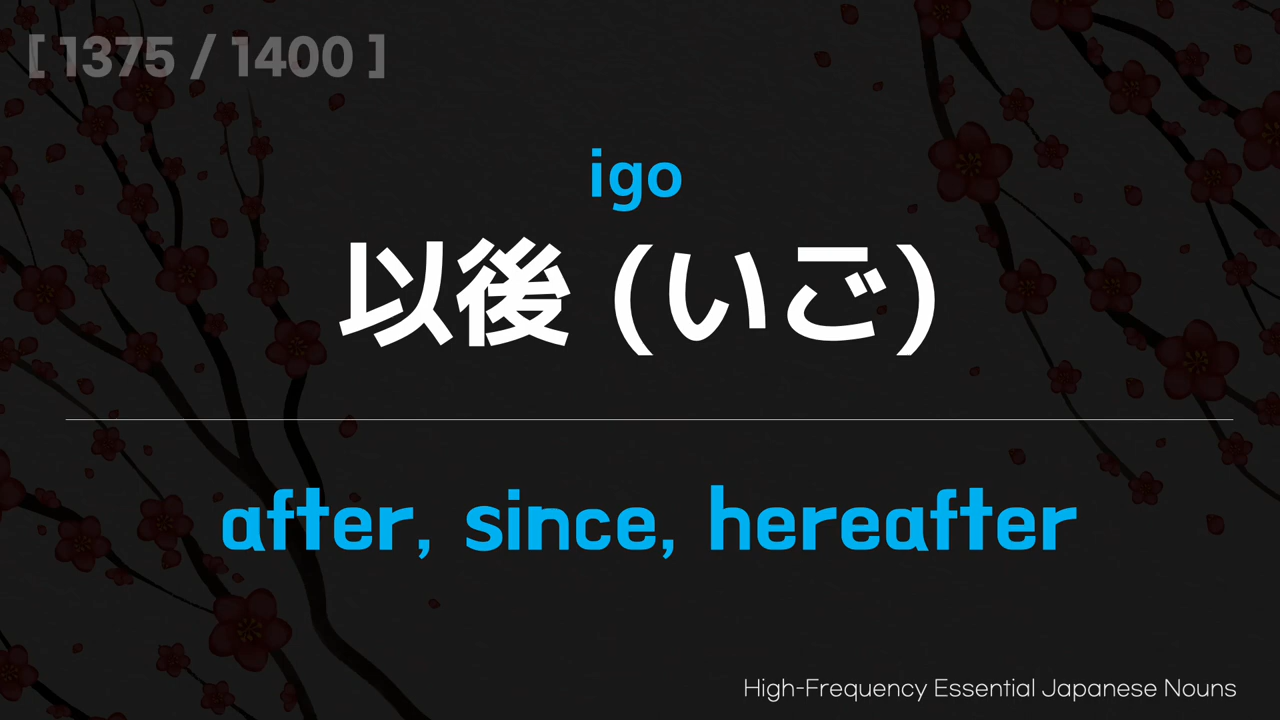 [ 1375 / 1400 ]
igo
以後 (いご)
after, since, hereafter
High-Frequency Essential Japanese Nouns